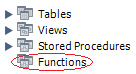 Tables
Views
Stored Procedures
Functions